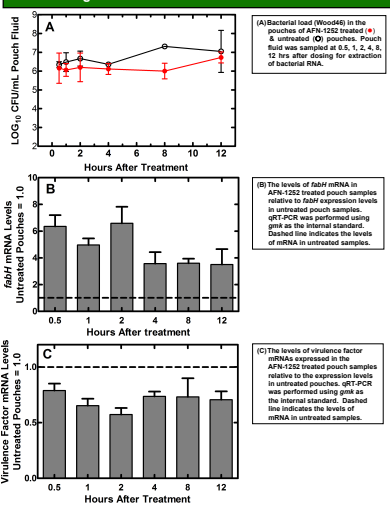 A
LOG10 CFU/mL Pouch Fluid
9
8
7
6
5
4
3
2
0 2 4 6 8 10 12
Hours After Treatment
(A) Bacterial load (Wood46) in the
pouches of AFN-1252 treated (●)
& untreated (O) pouches. Pouch
fluid was sampled at 0.5, 1, 2, 4, 8,
12 hrs after dosing for extraction
of bacterial RNA.
B
fabH mRNA Levels
Untreated Pouches = 1.0
10
8
6
4
2
0
0.5 1 2 4 8 12
Hours After treatment
(B) The levels of fabH mRNA in
AFN-1252 treated pouch samples
relative to fabH expression levels
in untreated pouch samples.
qRT-PCR was performed using
gmk as the internal standard.
Dashed line indicates the levels
of mRNA in untreated samples.
C
Virulence Factor mRNA Levels
Untreated Pouches = 1.0
1.0
0.5
0.0
0.5 1 2 4 8 12
Hours After Treatment
(C) The levels of virulence factor
mRNAs expressed in the
AFN-1252 treated pouch samples
relative to the expression levels
in untreated pouches. qRT-PCR
was performed using gmk as
the internal standard. Dashed
line indicates the levels of
mRNA in untreated samples.